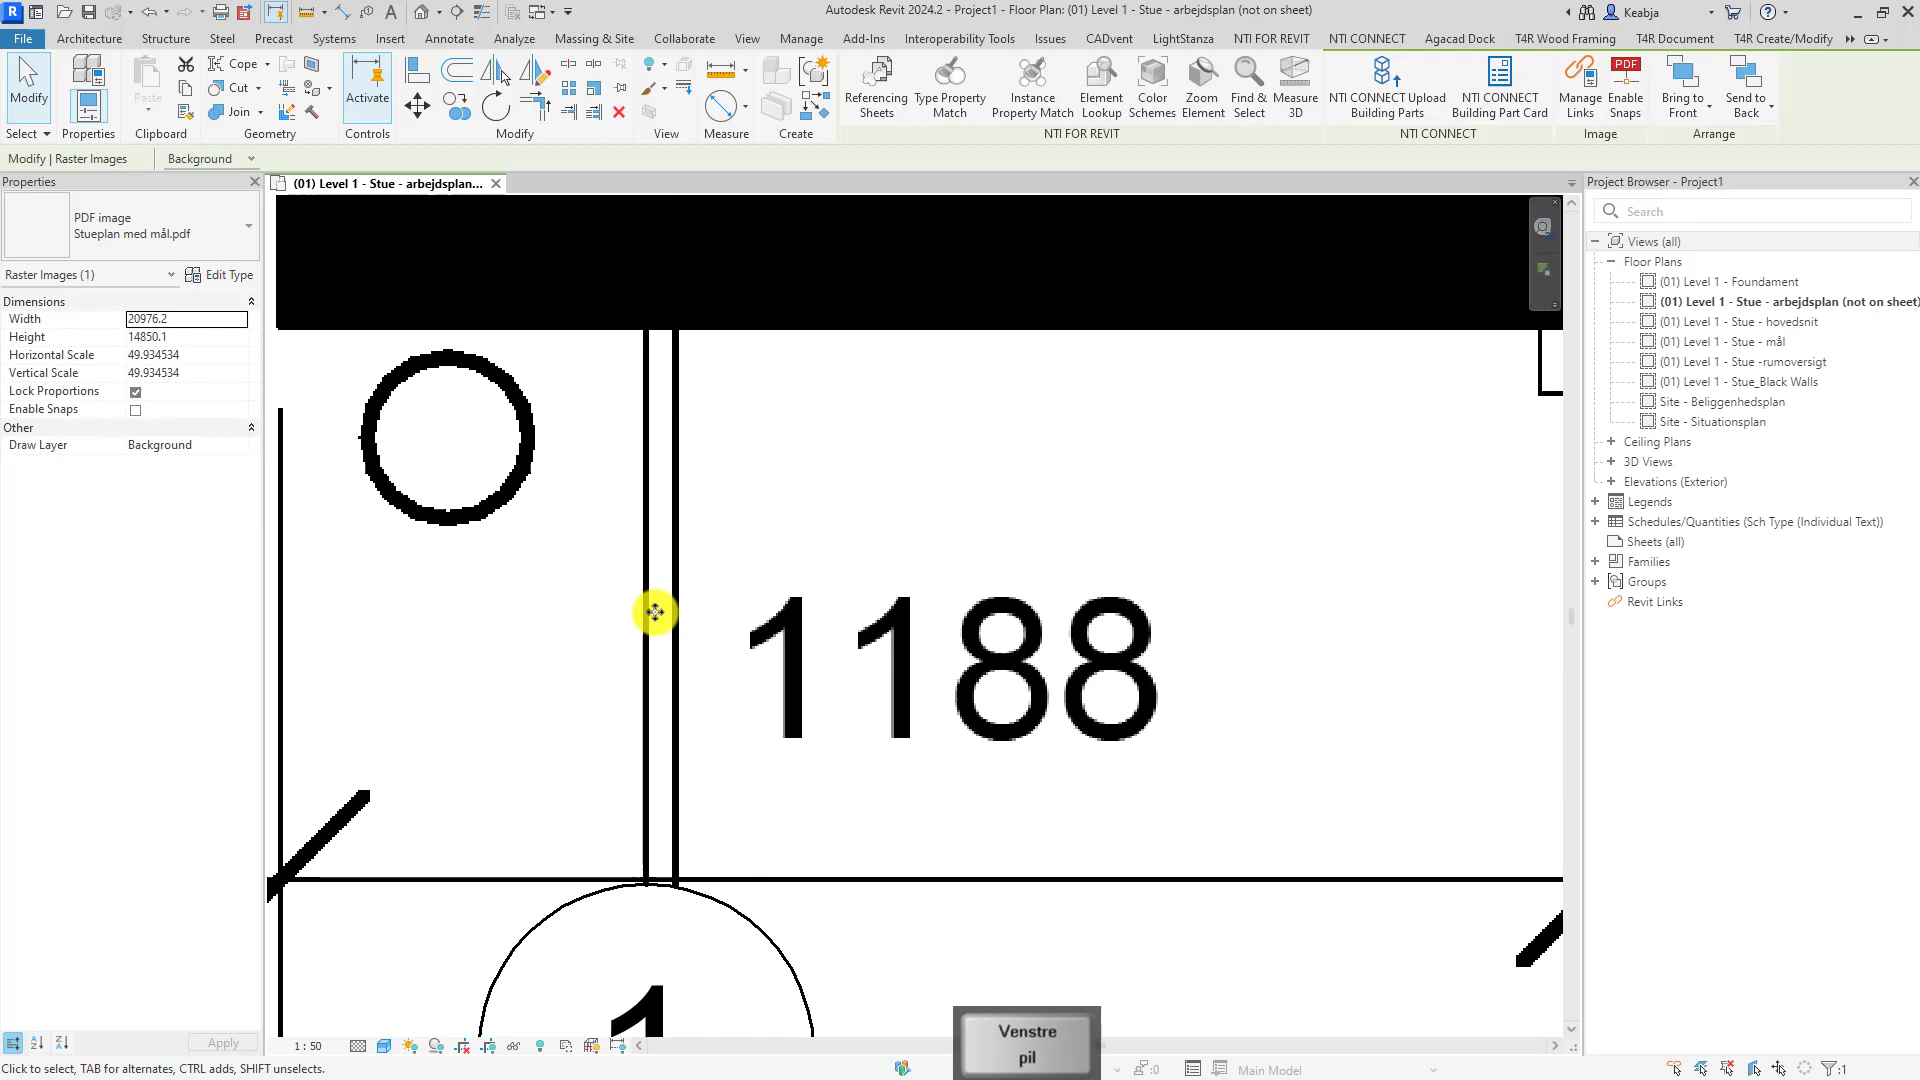 Autodesk Revit 2024.2 - Project1 - Floor Plan: (01) Level 1 - Stue - arbejdsplan (not on sheet)
Keabja
File Architecture Structure Steel Precast Systems Insert Annotate Analyze Massing & Site Collaborate View Manage Add-Ins Interoperability Tools Issues CADvent LightStanza NTI FOR REVIT NTI CONNECT Agacad Dock T4R Wood Framing T4R Document T4R Create/Modify
Modify
Paste
Cope
Cut
Join
Activate
Referencing Sheets
Type Property Match
Instance Property Match
Element Lookup
Color Schemes
Zoom Element
Find & Select
Measure 3D
NTI CONNECT Upload Building Parts
NTI CONNECT Building Part Card
Manage Links
PDF
Enable Snaps
Bring to Front
Send to Back
Select Properties Clipboard Geometry Controls Modify View Measure Create NTI FOR REVIT NTI CONNECT Image Arrange
Modify | Raster Images Background
Properties
PDF image
Stueplan med mål.pdf
Raster Images (1) Edit Type
Dimensions
Width 20976.2
Height 14850.1
Horizontal Scale 49.934534
Vertical Scale 49.934534
Lock Proportions
Enable Snaps
Other
Draw Layer Background
Apply
(01) Level 1 - Stue - arbejdsplan...
1188
1
Venstre
pil
Project Browser - Project1
Search
Views (all)
Floor Plans
(01) Level 1 - Foundament
(01) Level 1 - Stue - arbejdsplan (not on sheet)
(01) Level 1 - Stue - hovedsnit
(01) Level 1 - Stue - mål
(01) Level 1 - Stue -rumoversigt
(01) Level 1 - Stue_Black Walls
Site - Beliggenhedsplan
Site - Situationsplan
Ceiling Plans
3D Views
Elevations (Exterior)
Legends
Schedules/Quantities (Sch Type (Individual Text))
Sheets (all)
Families
Groups
Revit Links
1 : 50
Click to select, TAB for alternates, CTRL adds, SHIFT unselects.
:0
Main Model
:1